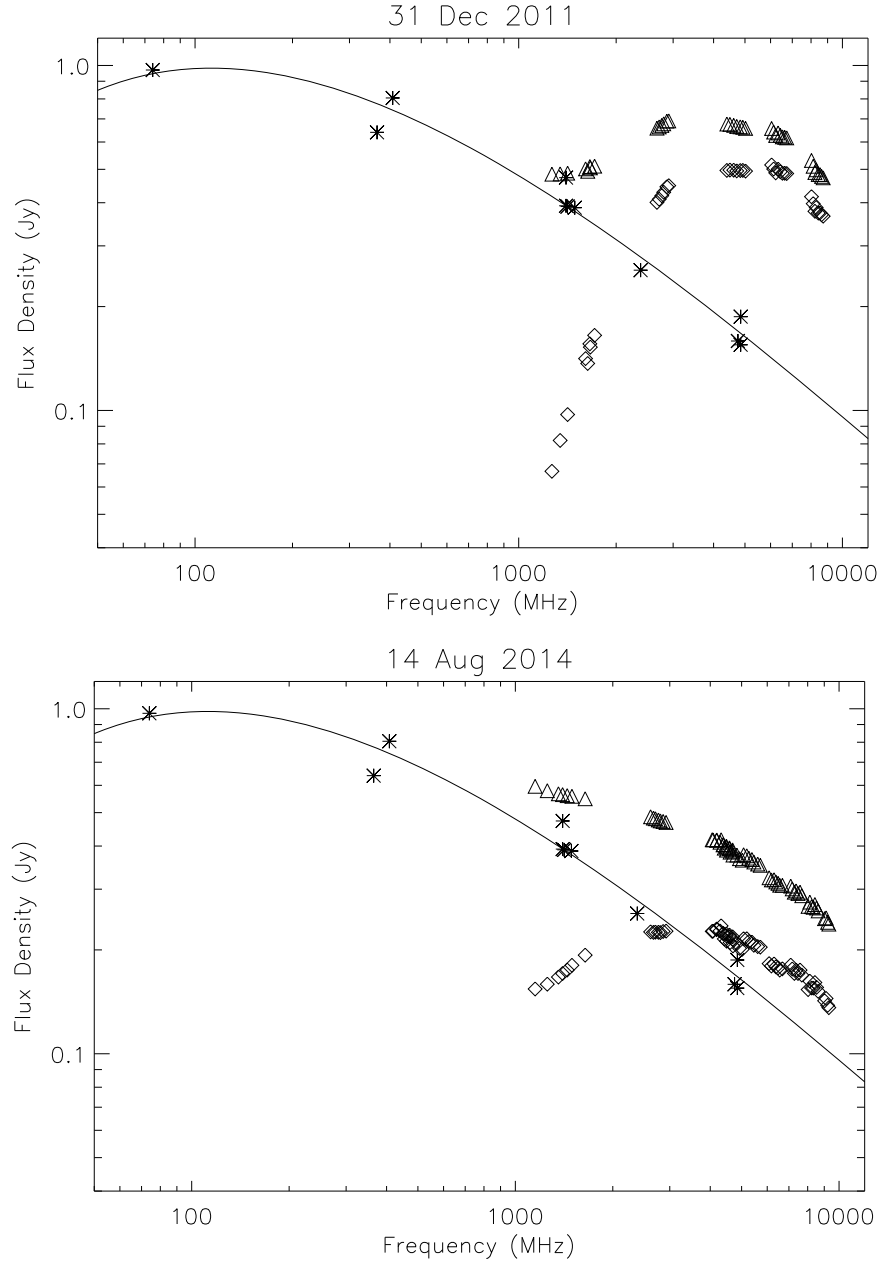 31 Dec 2011
1.0
0.1
Flux Density (Jy)
100 1000 10000
Frequency (MHz)
14 Aug 2014
1.0
0.1
Flux Density (Jy)
100 1000 10000
Frequency (MHz)